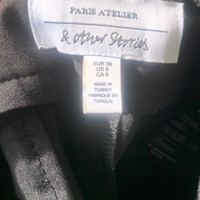 PARIS ATELIER
& other Stories
EUR 36
US 6
CA 6
MADE IN
TURKEY
FABRIQUÉ EN
TURQUIE